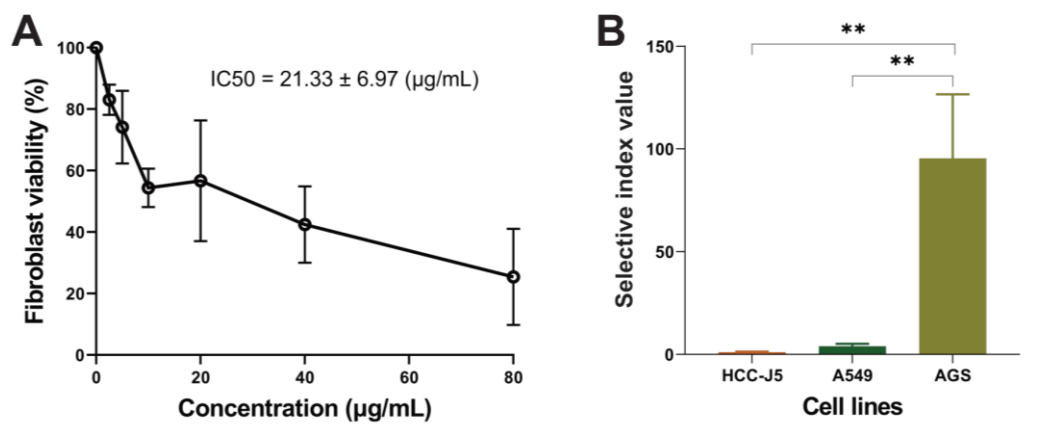 A
Fibroblast viability (%)
100
80
60
40
20
0
IC50 = 21.33 ± 6.97 (µg/mL)
0 20 40 60 80
Concentration (µg/mL)
B
Selective index value
150
100
50
0
**
**
HCC-J5 A549 AGS
Cell lines